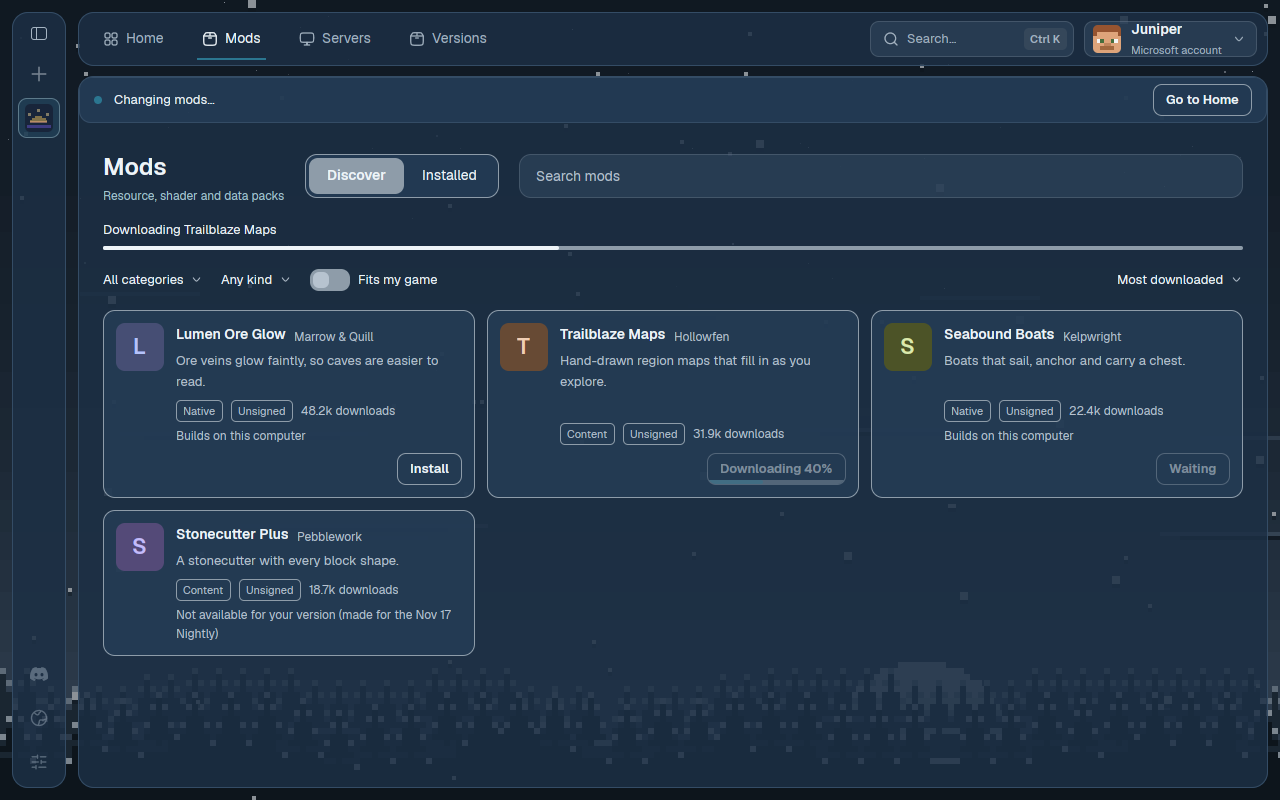 Home
Mods
Servers
Versions
Search...
Ctrl K
Juniper
Microsoft account
Changing mods...
Go to Home
Mods
Resource, shader and data packs
Discover
Installed
Search mods
Downloading Trailblaze Maps
All categories
Any kind
Fits my game
Most downloaded
L
Lumen Ore Glow Marrow & Quill
Ore veins glow faintly, so caves are easier to
read.
Native Unsigned 48.2k downloads
Builds on this computer
Install
T
Trailblaze Maps Hollowfen
Hand-drawn region maps that fill in as you
explore.
Content Unsigned 31.9k downloads
Downloading 40%
S
Seabound Boats Kelpwright
Boats that sail, anchor and carry a chest.
Native Unsigned 22.4k downloads
Builds on this computer
Waiting
S
Stonecutter Plus Pebblework
A stonecutter with every block shape.
Content Unsigned 18.7k downloads
Not available for your version (made for the Nov 17
Nightly)